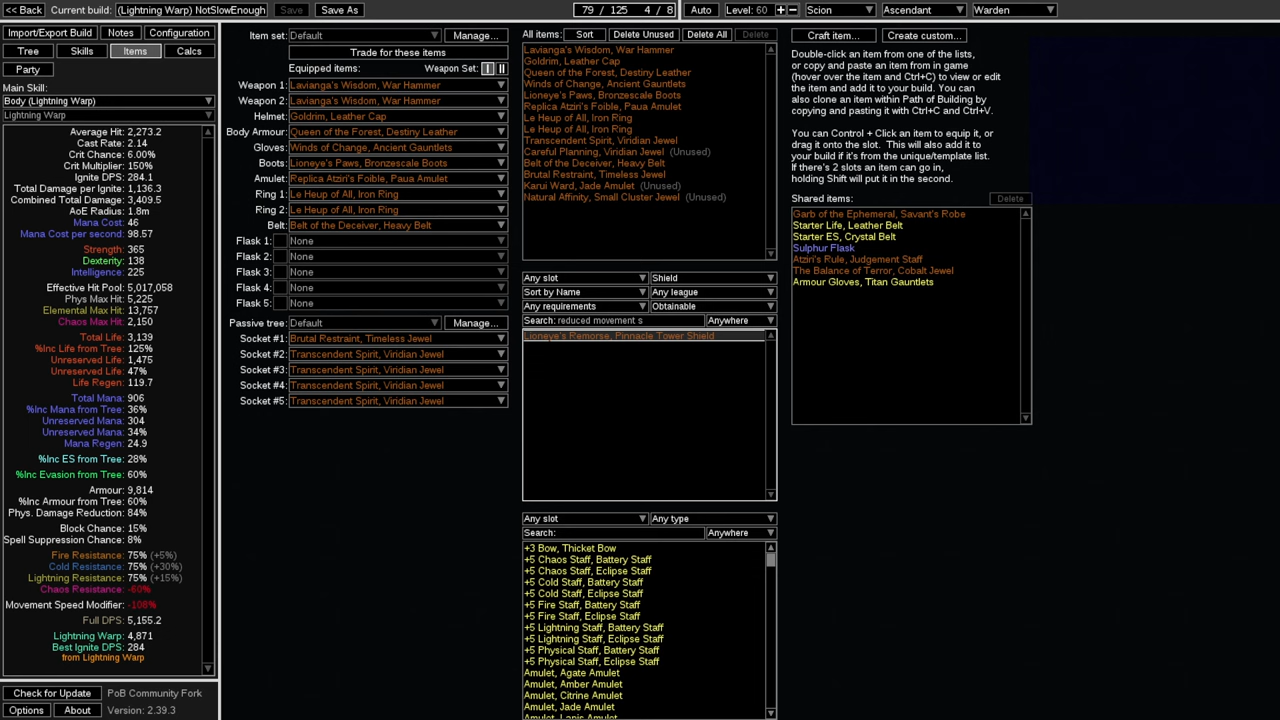 << Back
Current build: (Lightning Warp) NotSlowEnough
Save
Save As
79 / 125 4 / 8
Auto
Level: 60
Scion
Ascendant
Warden
Import/Export Build
Notes
Configuration
Tree
Skills
Items
Calcs
Party
Main Skill:
Body (Lightning Warp)
Lightning Warp
Average Hit: 2,273.2
Cast Rate: 2.14
Crit Chance: 6.00%
Crit Multiplier: 150%
Ignite DPS: 284.1
Total Damage per Ignite: 1,136.3
Combined Total Damage: 3,409.5
AoE Radius: 1.8m
Mana Cost: 46
Mana Cost per second: 98.57
Strength: 365
Dexterity: 138
Intelligence: 225
Effective Hit Pool: 5,017,058
Phys Max Hit: 5,225
Elemental Max Hit: 13,757
Chaos Max Hit: 2,150
Total Life: 3,139
%Inc Life from Tree: 125%
Unreserved Life: 1,475
Unreserved Life: 47%
Life Regen: 119.7
Total Mana: 906
%Inc Mana from Tree: 36%
Unreserved Mana: 304
Unreserved Mana: 34%
Mana Regen: 24.9
%Inc ES from Tree: 28%
%Inc Evasion from Tree: 60%
Armour: 9,814
%Inc Armour from Tree: 60%
Phys. Damage Reduction: 84%
Block Chance: 15%
Spell Suppression Chance: 8%
Fire Resistance: 75% (+5%)
Cold Resistance: 75% (+30%)
Lightning Resistance: 75% (+15%)
Chaos Resistance: -60%
Movement Speed Modifier: -108%
Full DPS: 5,155.2
Lightning Warp: 4,871
Best Ignite DPS: 284
from Lightning Warp
Check for Update
PoB Community Fork
Options
About
Version: 2.39.3
Item set: Default
Manage...
Trade for these items
Equipped items:
Weapon Set: I II
Weapon 1: Lavianga's Wisdom, War Hammer
Weapon 2: Lavianga's Wisdom, War Hammer
Helmet: Goldrim, Leather Cap
Body Armour: Queen of the Forest, Destiny Leather
Gloves: Winds of Change, Ancient Gauntlets
Boots: Lioneye's Paws, Bronzescale Boots
Amulet: Replica Atziri's Foible, Paua Amulet
Ring 1: Le Heup of All, Iron Ring
Ring 2: Le Heup of All, Iron Ring
Belt: Belt of the Deceiver, Heavy Belt
Flask 1: None
Flask 2: None
Flask 3: None
Flask 4: None
Flask 5: None
Passive tree: Default
Manage...
Socket #1: Brutal Restraint, Timeless Jewel
Socket #2: Transcendent Spirit, Viridian Jewel
Socket #3: Transcendent Spirit, Viridian Jewel
Socket #4: Transcendent Spirit, Viridian Jewel
Socket #5: Transcendent Spirit, Viridian Jewel
All items:
Sort
Delete Unused
Delete All
Delete
Lavianga's Wisdom, War Hammer
Goldrim, Leather Cap
Queen of the Forest, Destiny Leather
Winds of Change, Ancient Gauntlets
Lioneye's Paws, Bronzescale Boots
Replica Atziri's Foible, Paua Amulet
Le Heup of All, Iron Ring
Le Heup of All, Iron Ring
Transcendent Spirit, Viridian Jewel
Careful Planning, Viridian Jewel (Unused)
Belt of the Deceiver, Heavy Belt
Brutal Restraint, Timeless Jewel
Karui Ward, Jade Amulet (Unused)
Natural Affinity, Small Cluster Jewel (Unused)
Any slot
Shield
Sort by Name
Any league
Any requirements
Obtainable
Search: reduced movement s
Anywhere
Lioneye's Remorse, Pinnacle Tower Shield
Any slot
Any type
Search:
Anywhere
+3 Bow, Thicket Bow
+5 Chaos Staff, Battery Staff
+5 Chaos Staff, Eclipse Staff
+5 Cold Staff, Battery Staff
+5 Cold Staff, Eclipse Staff
+5 Fire Staff, Battery Staff
+5 Fire Staff, Eclipse Staff
+5 Lightning Staff, Battery Staff
+5 Lightning Staff, Eclipse Staff
+5 Physical Staff, Battery Staff
+5 Physical Staff, Eclipse Staff
Amulet, Agate Amulet
Amulet, Amber Amulet
Amulet, Citrine Amulet
Amulet, Jade Amulet
Amulet, Lapis Amulet
Craft item...
Create custom...
Double-click an item from one of the lists,
or copy and paste an item from in game
(hover over the item and Ctrl+C) to view or edit
the item and add it to your build. You can
also clone an item within Path of Building by
copying and pasting it with Ctrl+C and Ctrl+V.
You can Control + Click an item to equip it, or
drag it onto the slot. This will also add it to
your build if it's from the unique/template list.
If there's 2 slots an item can go in,
holding Shift will put it in the second.
Shared items:
Delete
Garb of the Ephemeral, Savant's Robe
Starter Life, Leather Belt
Starter ES, Crystal Belt
Sulphur Flask
Atziri's Rule, Judgement Staff
The Balance of Terror, Cobalt Jewel
Armour Gloves, Titan Gauntlets